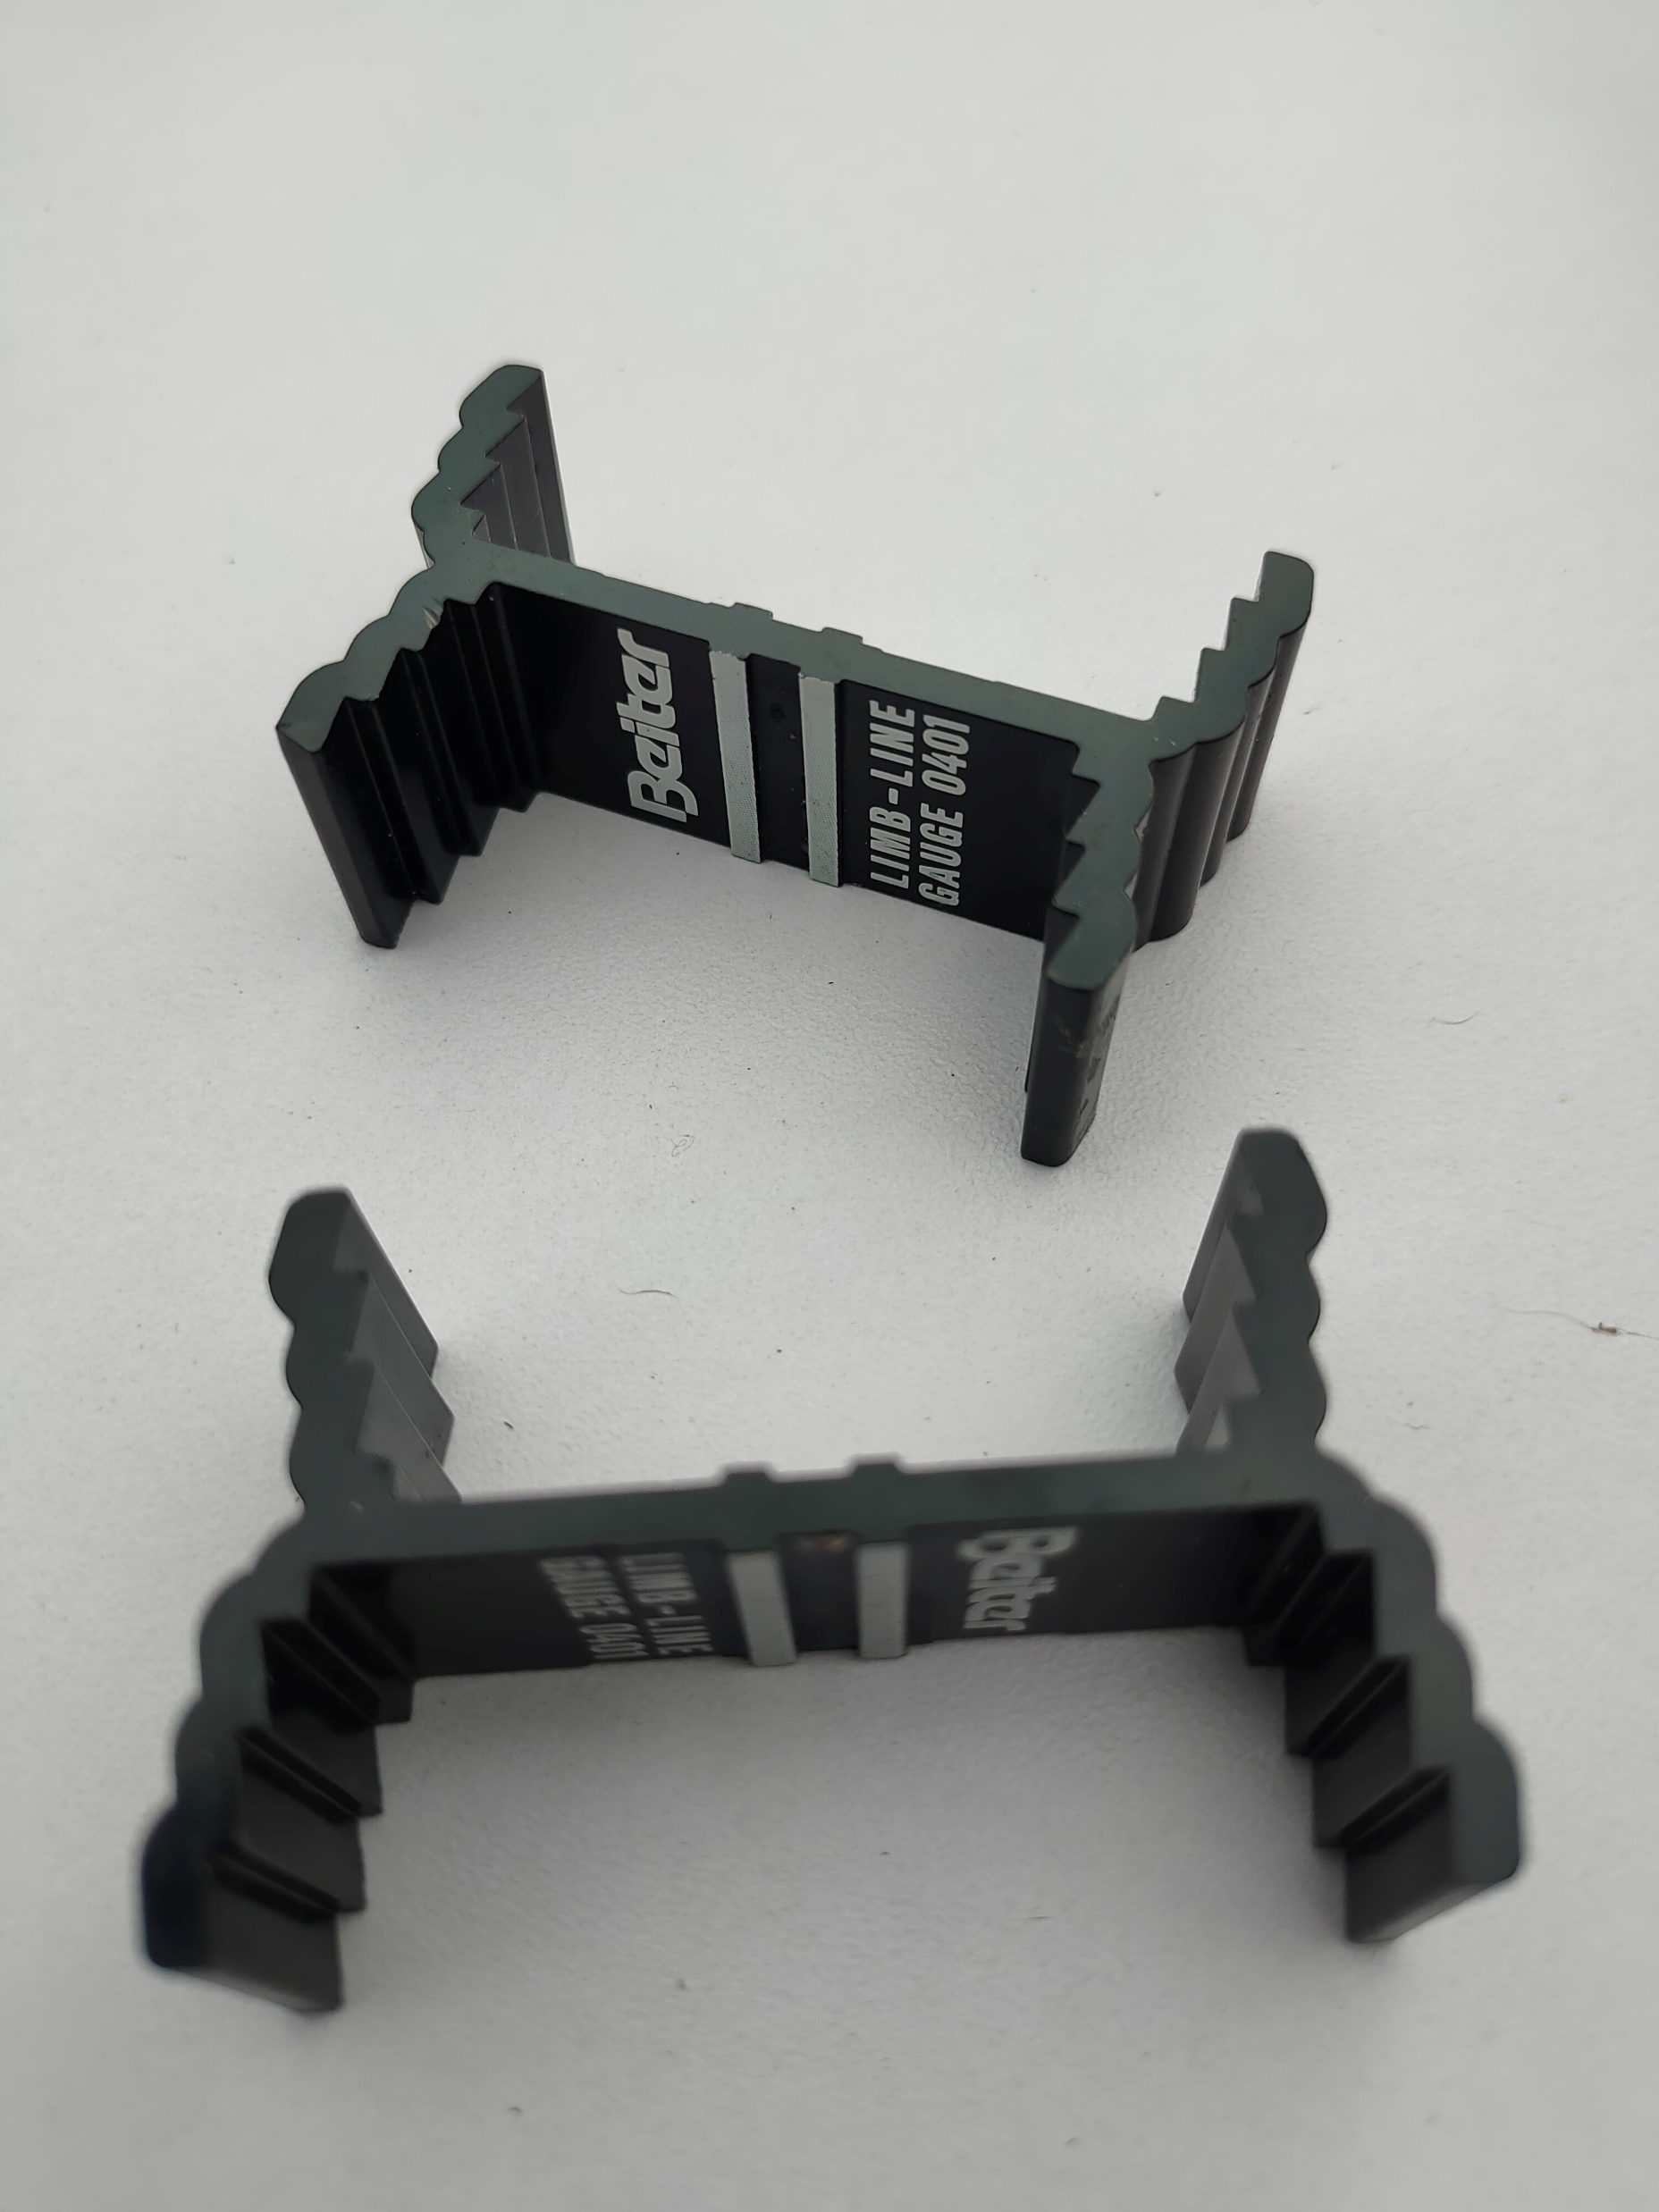 Beiter
LIMB-LINE
GAUGE 0401
Beiter
LIMB-LINE
GAUGE 0401